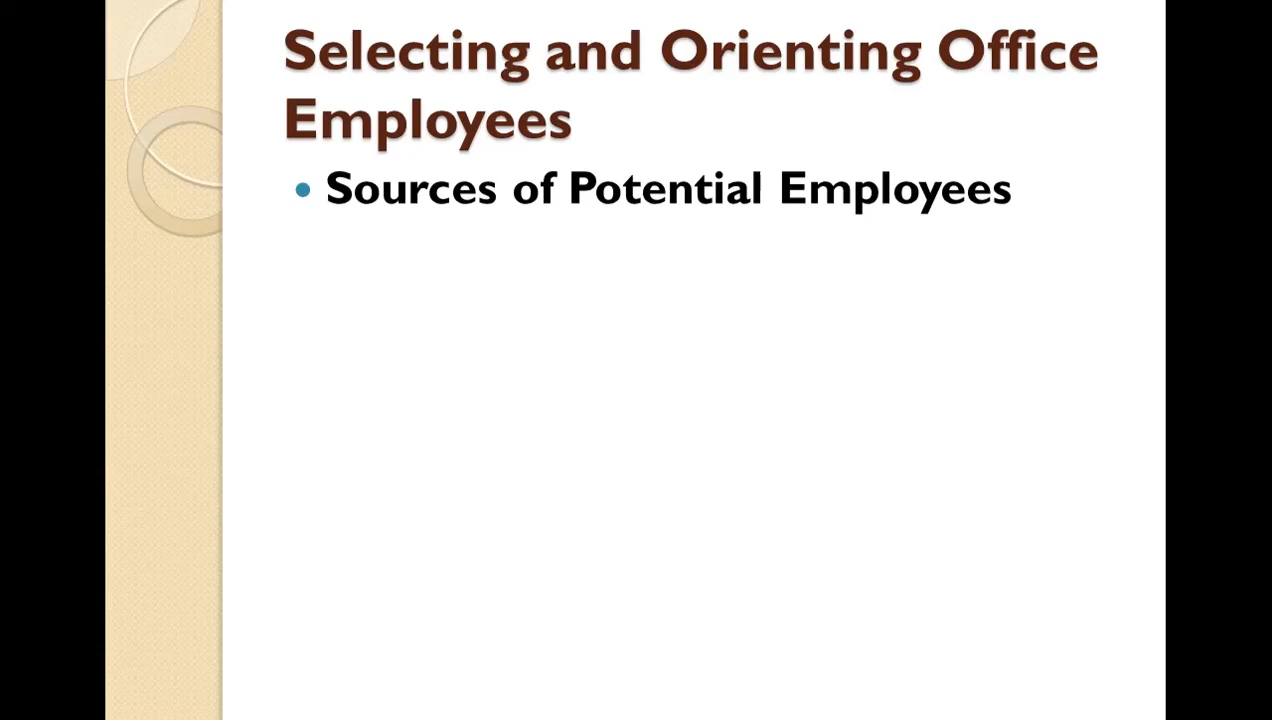 Selecting and Orienting Office
Employees
• Sources of Potential Employees